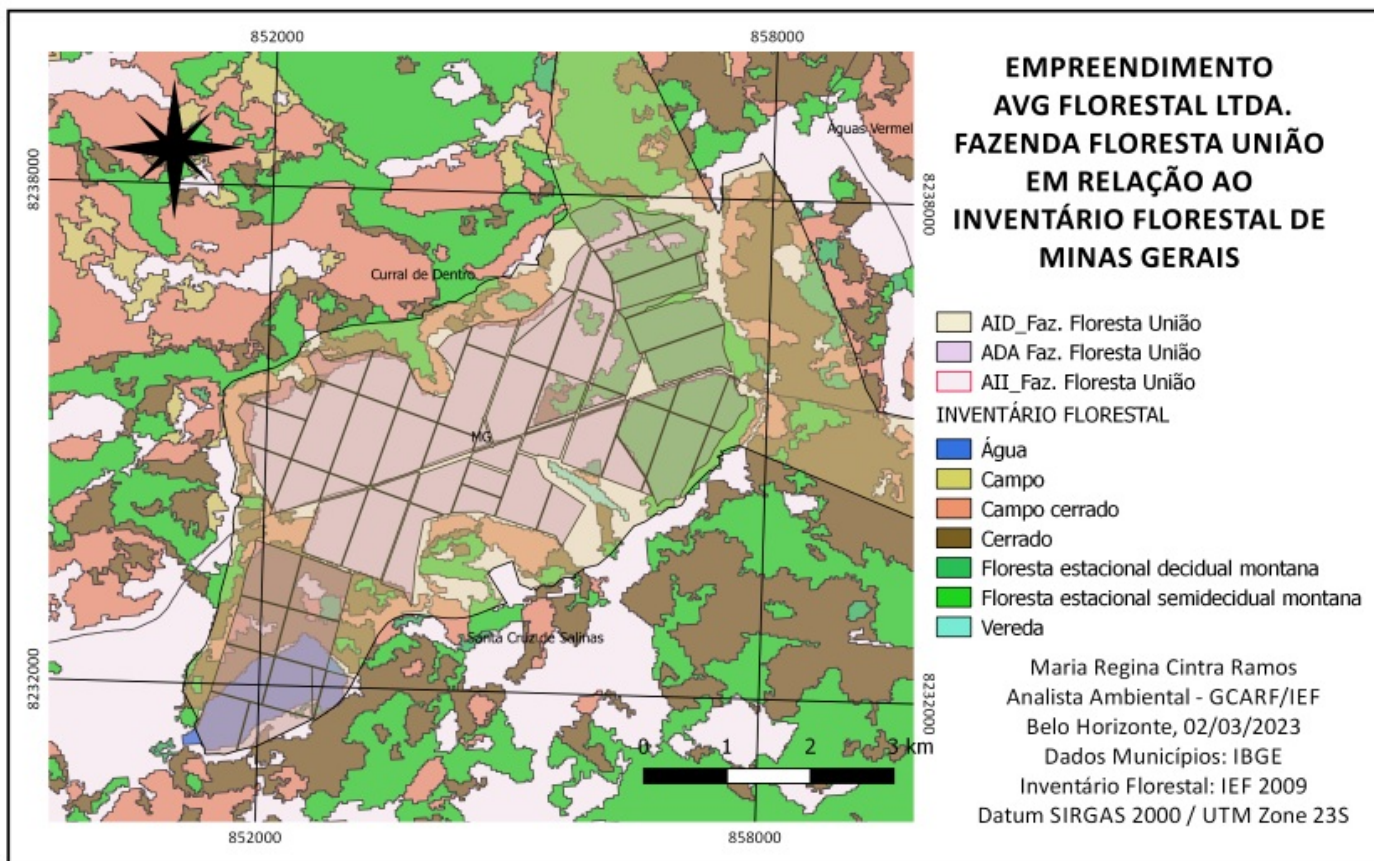 852000
858000
EMPREENDIMENTO
AVG FLORESTAL LTDA.
FAZENDA FLORESTA UNIÃO
EM RELAÇÃO AO
INVENTÁRIO FLORESTAL DE
MINAS GERAIS
Águas Vermel
8238000
8238000
Curral de Dentro
MG
Santa Cruz de Salinas
8232000
8232000
0 1 2 3 km
852000
858000
AID_Faz. Floresta União
ADA Faz. Floresta União
AII_Faz. Floresta União
INVENTÁRIO FLORESTAL
Água
Campo
Campo cerrado
Cerrado
Floresta estacional decidual montana
Floresta estacional semidecidual montana
Vereda
Maria Regina Cintra Ramos
Analista Ambiental - GCARF/IEF
Belo Horizonte, 02/03/2023
Dados Municípios: IBGE
Inventário Florestal: IEF 2009
Datum SIRGAS 2000 / UTM Zone 23S